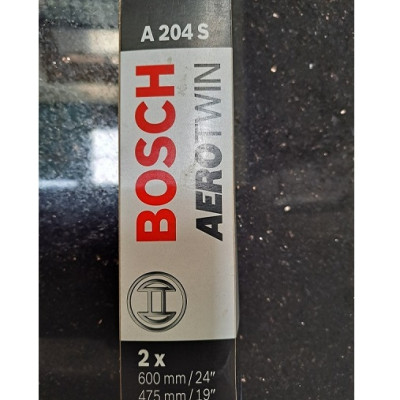 A 204 S
BOSCH
AEROTWIN
2 x
600 mm/24"
475 mm/19"